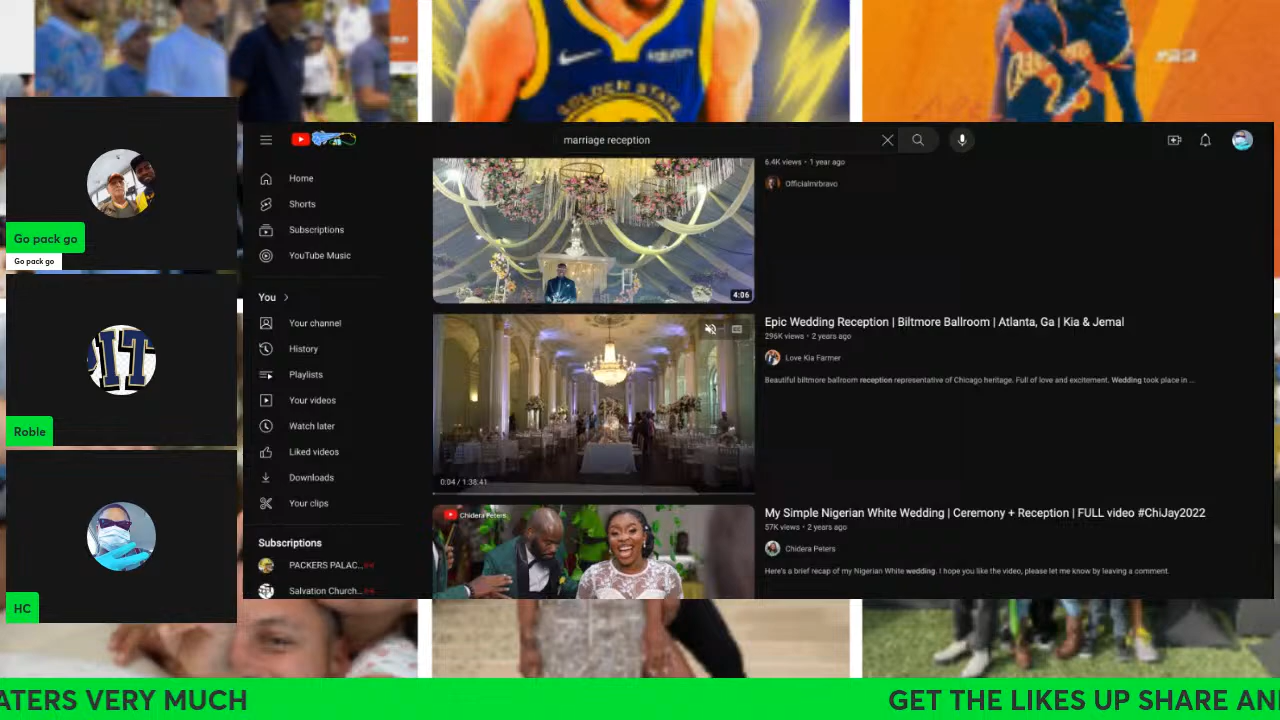 GOLDEN STATE
Go pack go
Go pack go
Roble
HC
marriage reception
Home
Shorts
Subscriptions
YouTube Music
You
Your channel
History
Playlists
Your videos
Watch later
Liked videos
Downloads
Your clips
Subscriptions
PACKERS PALAC...
Salvation Church...
4:06
6.4K views • 1 year ago
Officialmrbravo
0:04 / 1:38:41
Epic Wedding Reception | Biltmore Ballroom | Atlanta, Ga | Kia & Jemal
296K views • 2 years ago
Love Kia Farmer
Beautiful biltmore ballroom reception representative of Chicago heritage. Full of love and excitement. Wedding took place in ...
Chidera Peters
My Simple Nigerian White Wedding | Ceremony + Reception | FULL video #ChiJay2022
57K views • 2 years ago
Chidera Peters
Here's a brief recap of my Nigerian White wedding. I hope you like the video, please let me know by leaving a comment.
ATERS VERY MUCH
GET THE LIKES UP SHARE AN